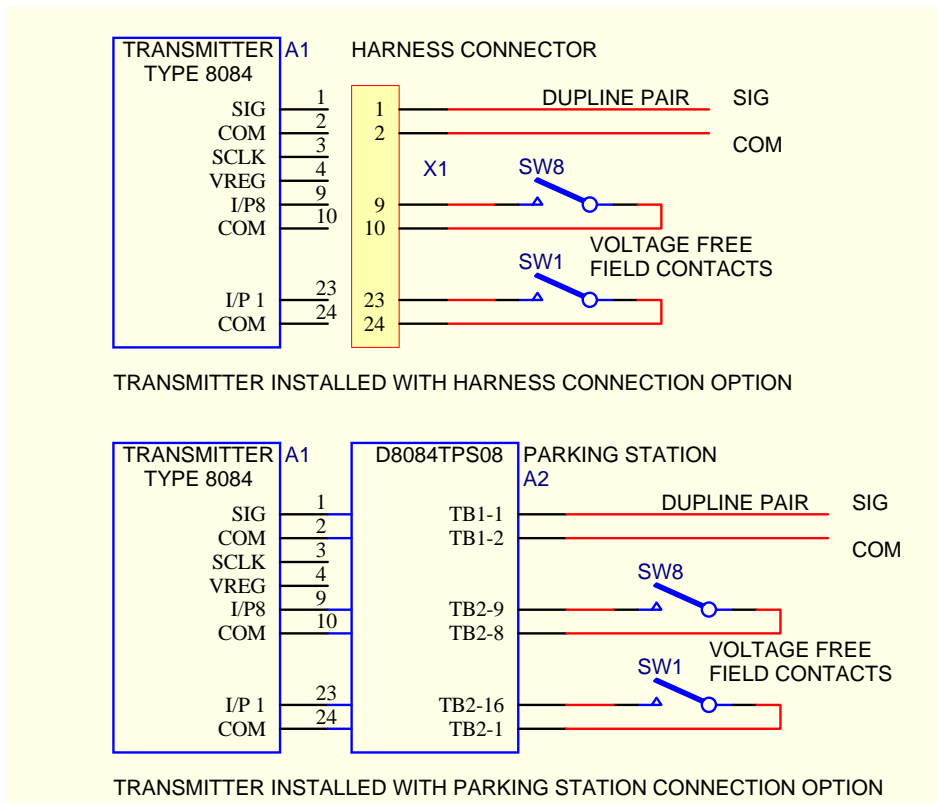 TRANSMITTER A1 HARNESS CONNECTOR
TYPE 8084
SIG 1 1 DUPLINE PAIR SIG
COM 2 2 COM
SCLK 3
VREG 4 X1 SW8
I/P8 9 9
COM 10 10
VOLTAGE FREE
SW1 FIELD CONTACTS
I/P 1 23 23
COM 24 24
TRANSMITTER INSTALLED WITH HARNESS CONNECTION OPTION
TRANSMITTER A1 D8084TPS08 PARKING STATION
TYPE 8084 A2
SIG 1 TB1-1 DUPLINE PAIR SIG
COM 2 TB1-2 COM
SCLK 3
VREG 4 SW8
I/P8 9 TB2-9
COM 10 TB2-8
VOLTAGE FREE
SW1 FIELD CONTACTS
I/P 1 23 TB2-16
COM 24 TB2-1
TRANSMITTER INSTALLED WITH PARKING STATION CONNECTION OPTION